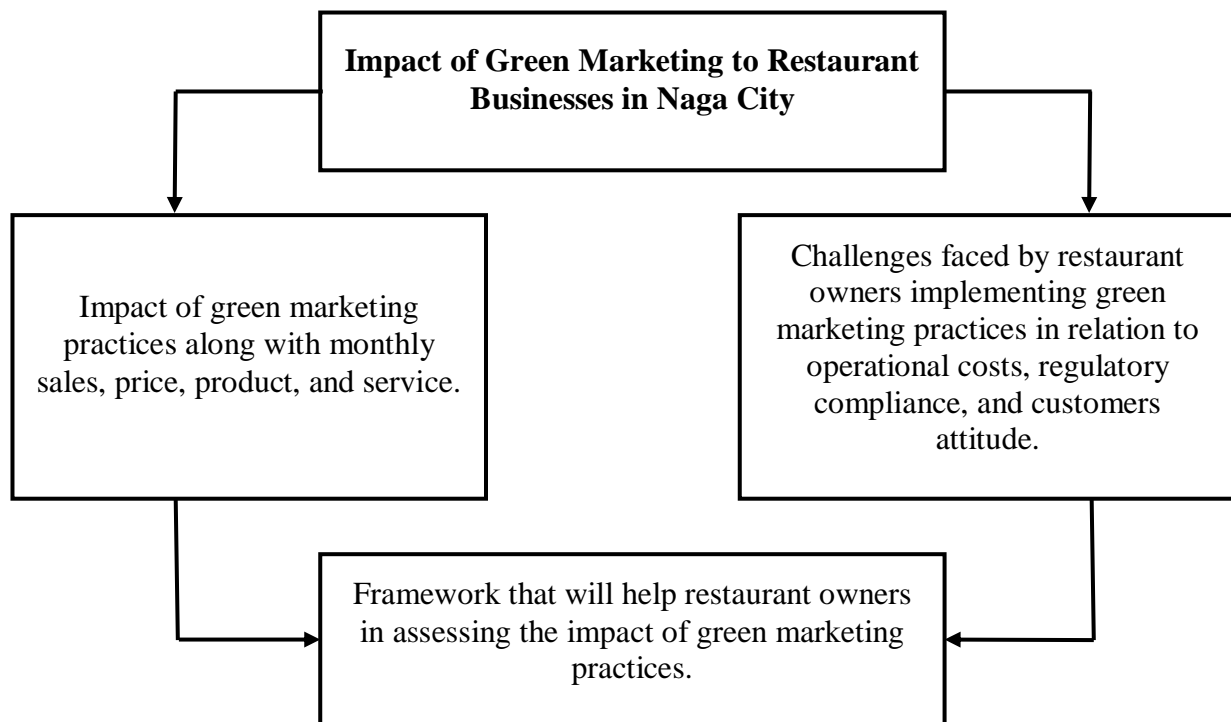 Impact of Green Marketing to Restaurant
Businesses in Naga City
Impact of green marketing
practices along with monthly
sales, price, product, and service.
Challenges faced by restaurant
owners implementing green
marketing practices in relation to
operational costs, regulatory
compliance, and customers
attitude.
Framework that will help restaurant owners
in assessing the impact of green marketing
practices.